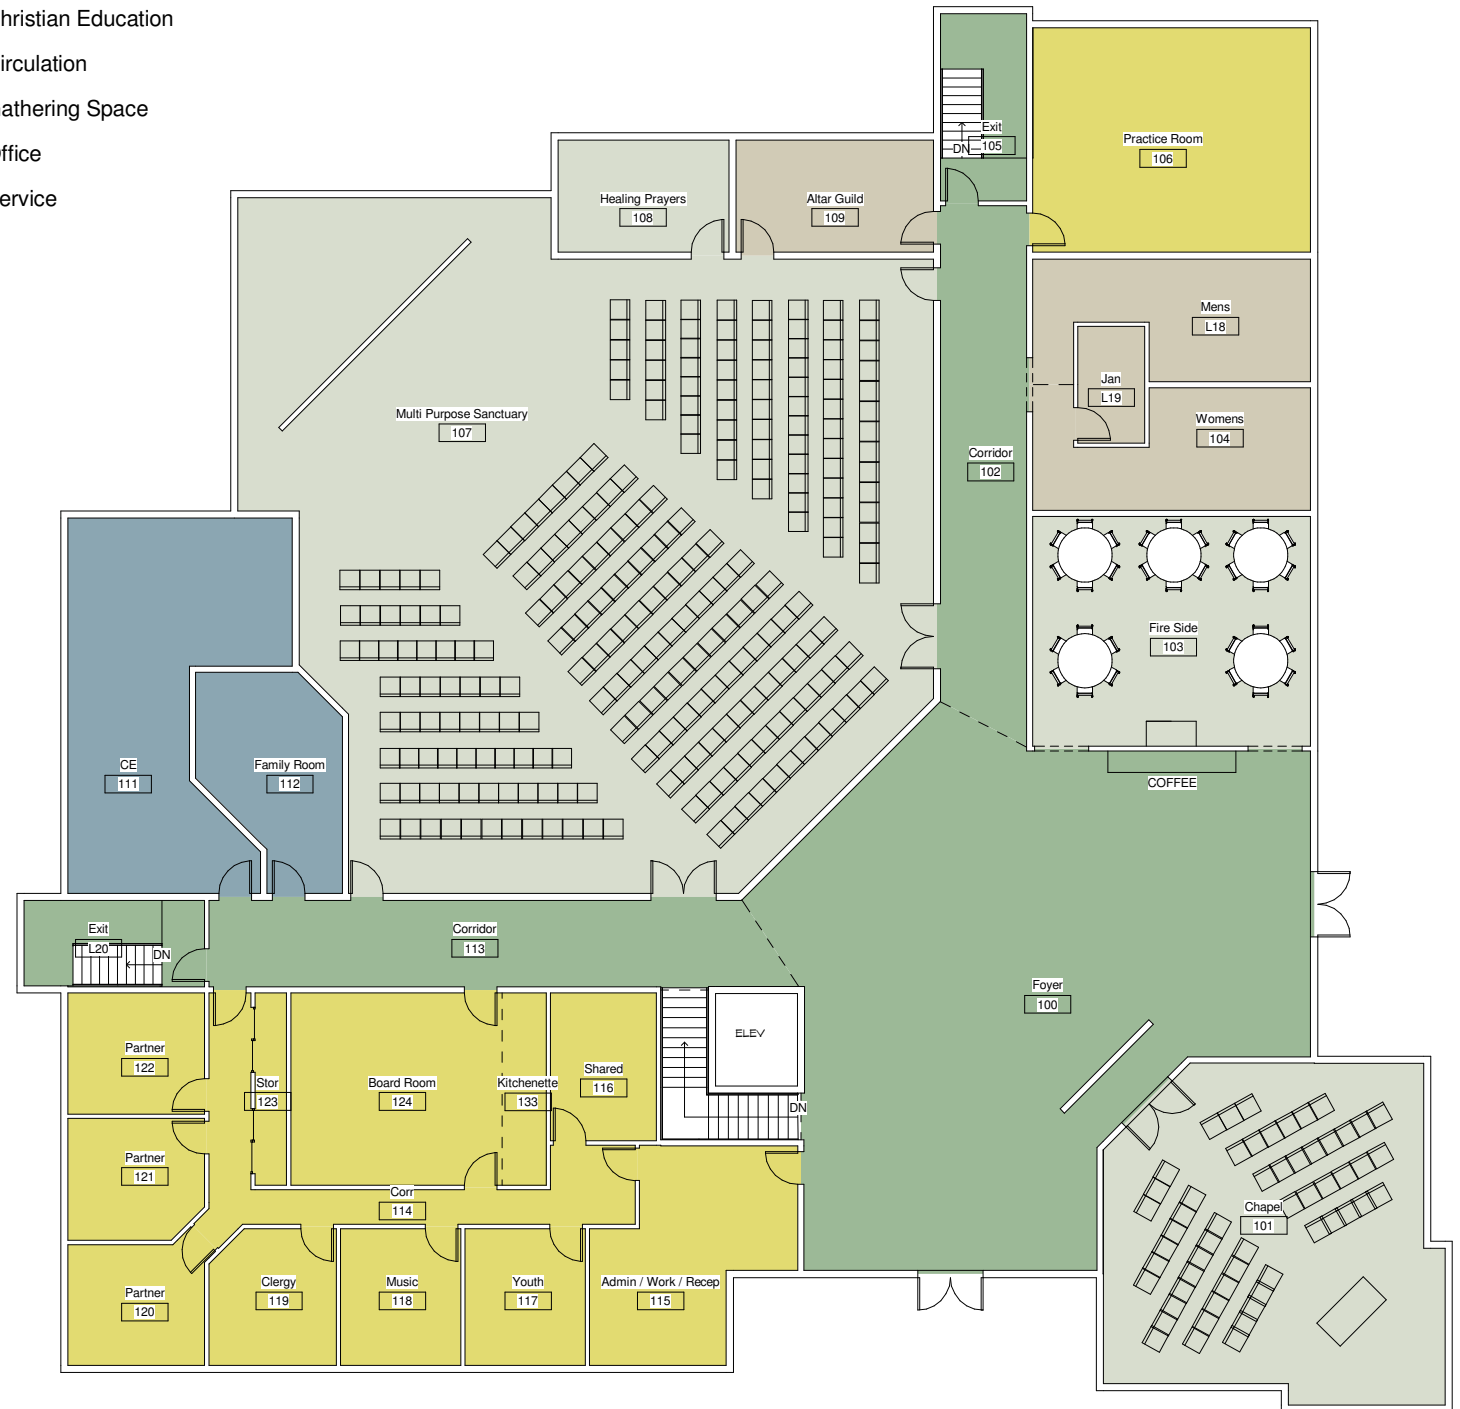 hristian Education
irculation
athering Space
ffice
ervice
Exit
105
DN
Practice Room
106
Healing Prayers
108
Altar Guild
109
Mens
L18
Jan
L19
Womens
104
Multi Purpose Sanctuary
107
Corridor
102
Fire Side
103
COFFEE
CE
111
Family Room
112
Exit
L20
DN
Corridor
113
Foyer
100
ELEV
DN
Partner
122
Stor
123
Board Room
124
Kitchenette
133
Shared
116
Partner
121
Corr
114
Chapel
101
Partner
120
Clergy
119
Music
118
Youth
117
Admin / Work / Recep
115